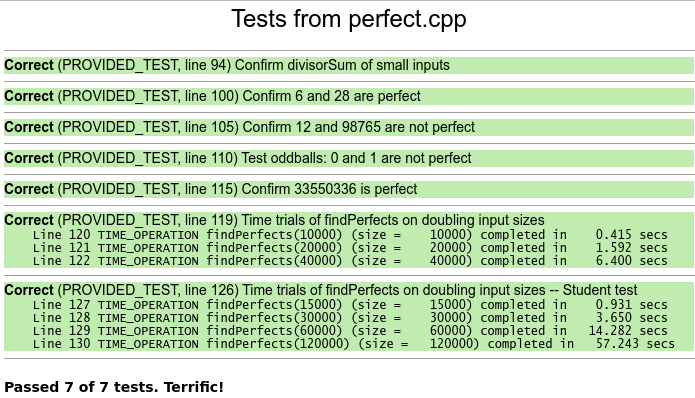 Tests from perfect.cpp
Correct (PROVIDED_TEST, line 94) Confirm divisorSum of small inputs
Correct (PROVIDED_TEST, line 100) Confirm 6 and 28 are perfect
Correct (PROVIDED_TEST, line 105) Confirm 12 and 98765 are not perfect
Correct (PROVIDED_TEST, line 110) Test oddballs: 0 and 1 are not perfect
Correct (PROVIDED_TEST, line 115) Confirm 33550336 is perfect
Correct (PROVIDED_TEST, line 119) Time trials of findPerfects on doubling input sizes
Line 120 TIME_OPERATION findPerfects(10000) (size =    10000) completed in    0.415 secs
Line 121 TIME_OPERATION findPerfects(20000) (size =    20000) completed in    1.592 secs
Line 122 TIME_OPERATION findPerfects(40000) (size =    40000) completed in    6.400 secs
Correct (PROVIDED_TEST, line 126) Time trials of findPerfects on doubling input sizes -- Student test
Line 127 TIME_OPERATION findPerfects(15000) (size =    15000) completed in    0.931 secs
Line 128 TIME_OPERATION findPerfects(30000) (size =    30000) completed in    3.650 secs
Line 129 TIME_OPERATION findPerfects(60000) (size =    60000) completed in   14.282 secs
Line 130 TIME_OPERATION findPerfects(120000) (size =    120000) completed in   57.243 secs
Passed 7 of 7 tests. Terrific!